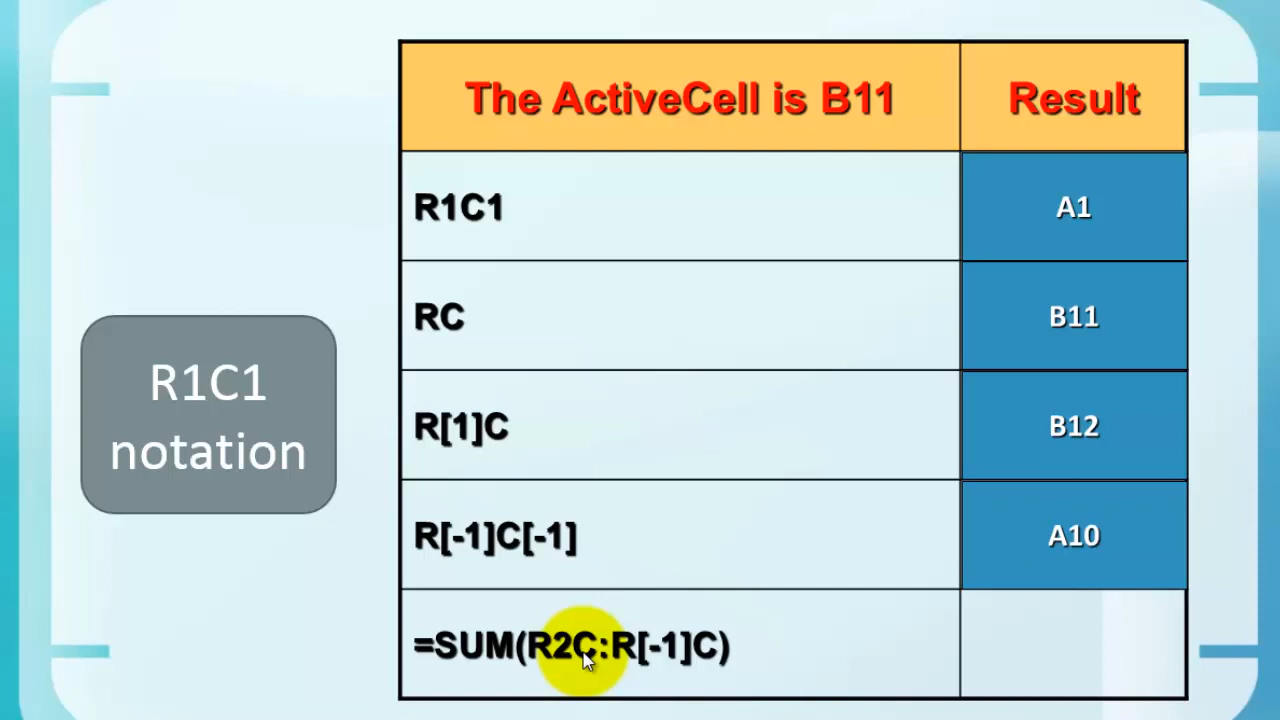 The ActiveCell is B11 Result
R1C1 A1
RC B11
R1C1
notation
R[1]C B12
R[-1]C[-1] A10
=SUM(R2C:R[-1]C)